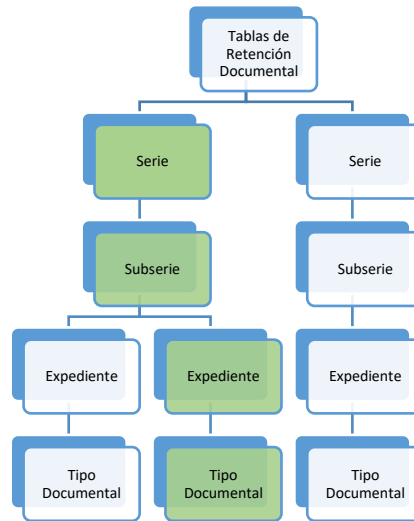 Tablas de
Retención
Documental
Serie
Serie
Subserie
Subserie
Expediente
Expediente
Expediente
Tipo
Documental
Tipo
Documental
Tipo
Documental